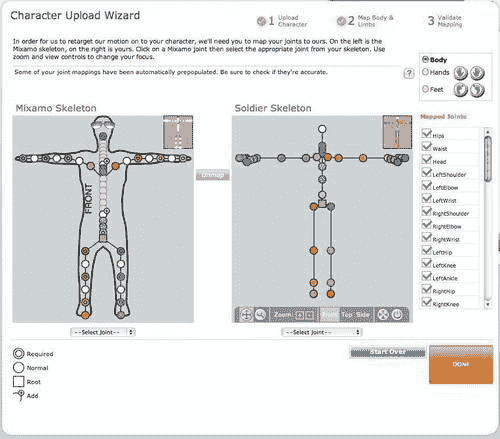 Character Upload Wizard
1 Upload Character
2 Map Body & Limbs
3 Validate Mapping
In order for us to retarget our motion on to your character, we'll need you to map your joints to ours. On the left is the
Mixamo skeleton, on the right is yours. Click on a Mixamo joint then select the appropriate joint from your skeleton. Use
zoom and view controls to change your focus.
Some of your joint mappings have been automatically prepopulated. Be sure to check if they're accurate.
?
Body
Hands
Feet
Mixamo Skeleton
Soldier Skeleton
Mapped Joints
FRONT
Unmap
Hips
Waist
Head
LeftShoulder
LeftElbow
LeftWrist
RightShoulder
RightElbow
RightWrist
LeftHip
LeftKnee
LeftAnkle
RightHip
RightKnee
Zoom
Front Top Side
--Select Joint--
--Select Joint--
Required
Normal
Root
Add
Start Over
DONE